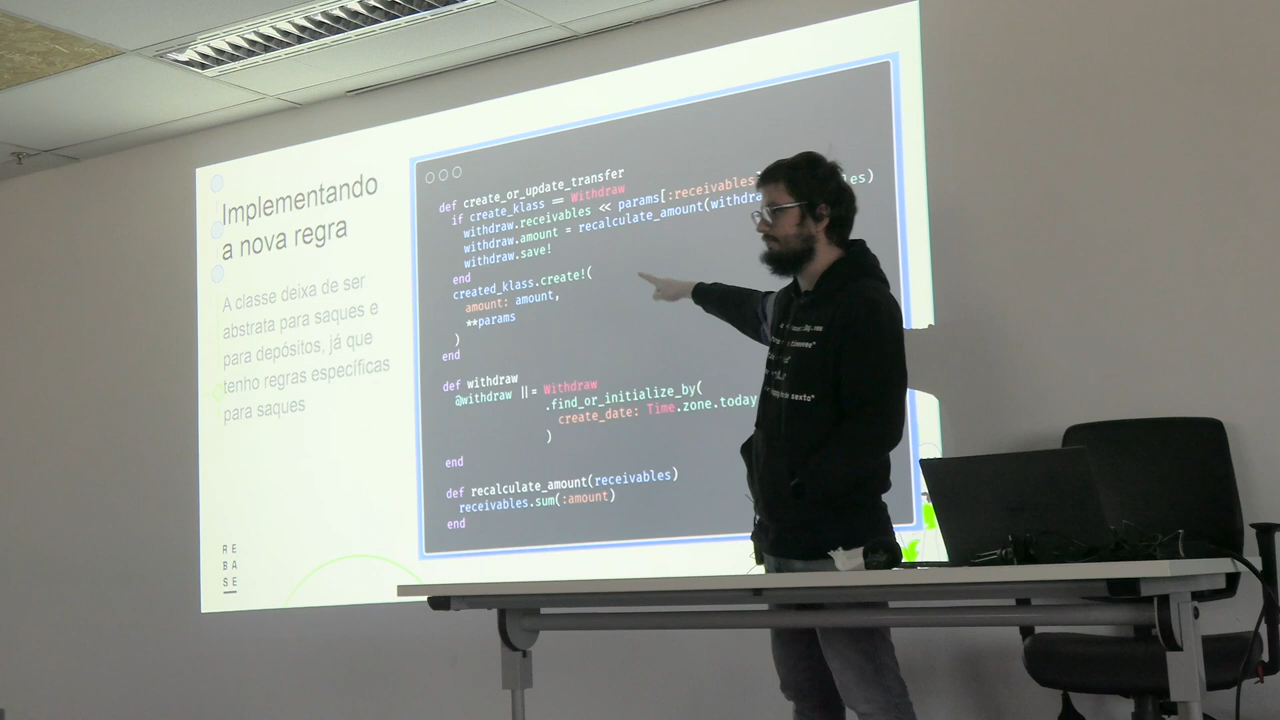 Implementando
a nova regra
A classe deixa de ser
abstrata para saques e
para depósitos, já que
tenho regras específicas
para saques
RE
BA
SE
def create_or_update_transfer
if create_klass == Withdraw
withdraw.receivables << params[:receivables
withdraw.amount = recalculate_amount(withdra es)
withdraw.save!
end
created_klass.create!(
amount: amount,
**params
)
end
def withdraw
@withdraw ||= Withdraw
.find_or_initialize_by(
create_date: Time.zone.today
)
end
def recalculate_amount(receivables)
receivables.sum(:amount)
end